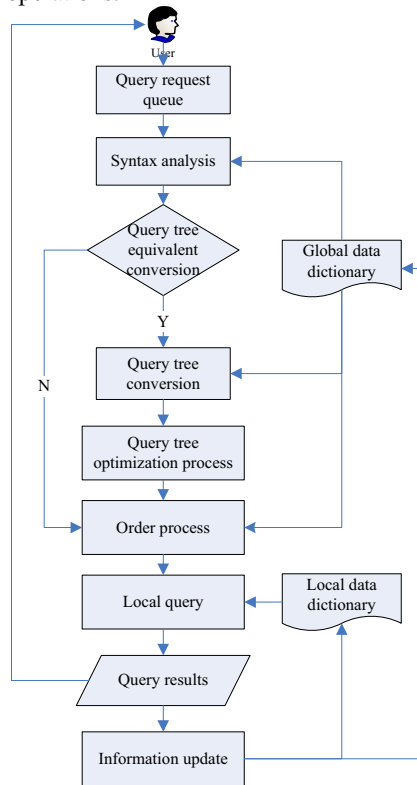 operations.
User
Query request
queue
Syntax analysis
Query tree
equivalent
conversion
Global data
dictionary
Y
Query tree
conversion
N
Query tree
optimization process
Order process
Local query
Local data
dictionary
Query results
Information update